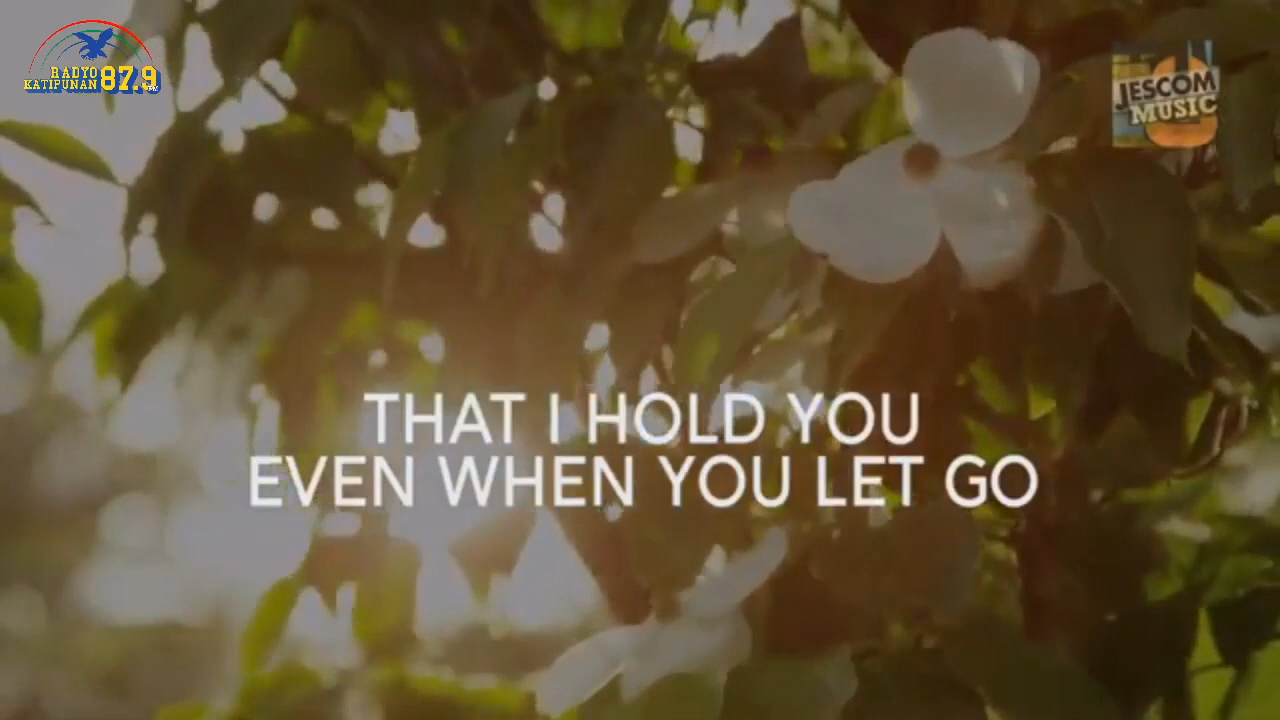 RADYO
KATIPUNAN 87.9
JESCOM
MUSIC
THAT I HOLD YOU
EVEN WHEN YOU LET GO